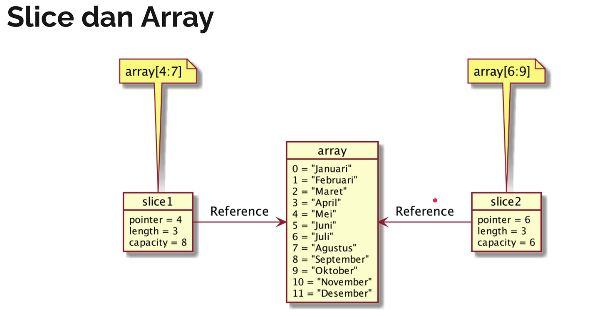 Slice dan Array
array[4:7]
array[6:9]
array
0 = "Januari"
1 = "Februari"
2 = "Maret"
3 = "April"
4 = "Mei"
5 = "Juni"
6 = "Juli"
7 = "Agustus"
8 = "September"
9 = "Oktober"
10 = "November"
11 = "Desember"
slice1
pointer = 4
length = 3
capacity = 8
Reference
Reference
slice2
pointer = 6
length = 3
capacity = 6